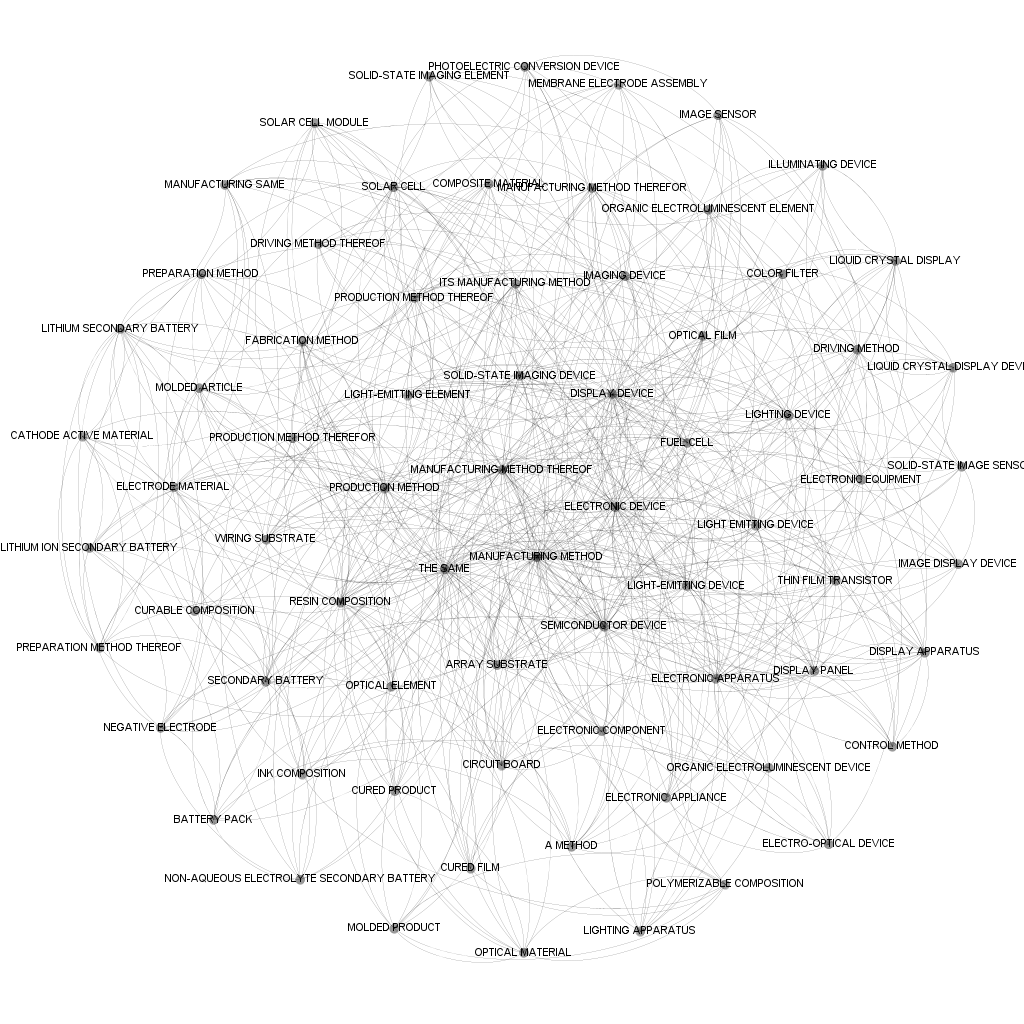 PHOTOELECTRIC CONVERSION DEVICE
SOLID-STATE IMAGING ELEMENT
MEMBRANE ELECTRODE ASSEMBLY
IMAGE SENSOR
SOLAR CELL MODULE
ILLUMINATING DEVICE
MANUFACTURING SAME
SOLAR CELL
COMPOSITE MATERIAL
MANUFACTURING METHOD THEREFOR
ORGANIC ELECTROLUMINESCENT ELEMENT
DRIVING METHOD THEREOF
LIQUID CRYSTAL DISPLAY
PREPARATION METHOD
ITS MANUFACTURING METHOD
IMAGING DEVICE
COLOR FILTER
PRODUCTION METHOD THEREOF
LITHIUM SECONDARY BATTERY
FABRICATION METHOD
OPTICAL FILM
DRIVING METHOD
LIQUID CRYSTAL DISPLAY DEVI
SOLID-STATE IMAGING DEVICE
MOLDED ARTICLE
LIGHT-EMITTING ELEMENT
DISPLAY DEVICE
LIGHTING DEVICE
CATHODE ACTIVE MATERIAL
PRODUCTION METHOD THEREFOR
FUEL CELL
MANUFACTURING METHOD THEREOF
SOLID-STATE IMAGE SENSO
ELECTRONIC EQUIPMENT
ELECTRODE MATERIAL
PRODUCTION METHOD
ELECTRONIC DEVICE
LIGHT EMITTING DEVICE
WIRING SUBSTRATE
LITHIUM ION SECONDARY BATTERY
MANUFACTURING METHOD
IMAGE DISPLAY DEVICE
THE SAME
LIGHT-EMITTING DEVICE
THIN FILM TRANSISTOR
RESIN COMPOSITION
CURABLE COMPOSITION
SEMICONDUCTOR DEVICE
PREPARATION METHOD THEREOF
DISPLAY APPARATUS
ARRAY SUBSTRATE
DISPLAY PANEL
SECONDARY BATTERY
OPTICAL ELEMENT
ELECTRONIC APPARATUS
NEGATIVE ELECTRODE
ELECTRONIC COMPONENT
CONTROL METHOD
CIRCUIT BOARD
ORGANIC ELECTROLUMINESCENT DEVICE
INK COMPOSITION
CURED PRODUCT
ELECTRONIC APPLIANCE
BATTERY PACK
A METHOD
ELECTRO-OPTICAL DEVICE
CURED FILM
NON-AQUEOUS ELECTROLYTE SECONDARY BATTERY
POLYMERIZABLE COMPOSITION
MOLDED PRODUCT
LIGHTING APPARATUS
OPTICAL MATERIAL